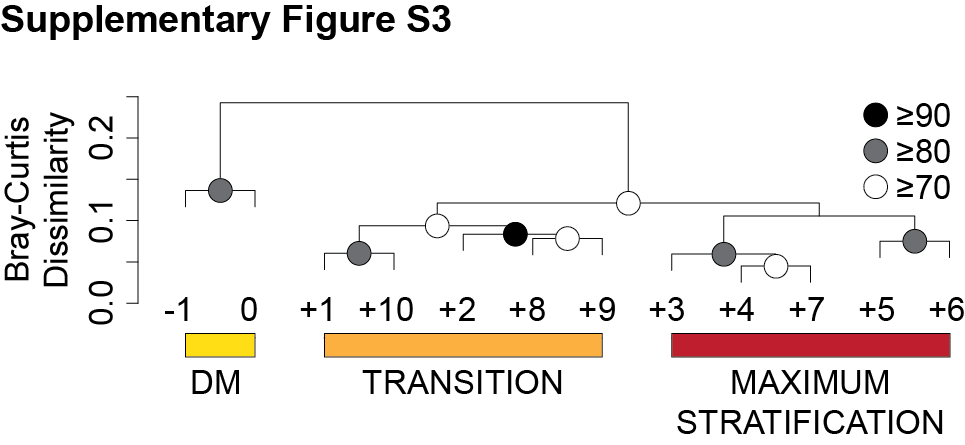 Supplementary Figure S3
Bray-Curtis
Dissimilarity
0.2
0.1
0.0
≥90
≥80
≥70
-1 0 +1 +10 +2 +8 +9 +3 +4 +7 +5 +6
DM TRANSITION MAXIMUM
STRATIFICATION